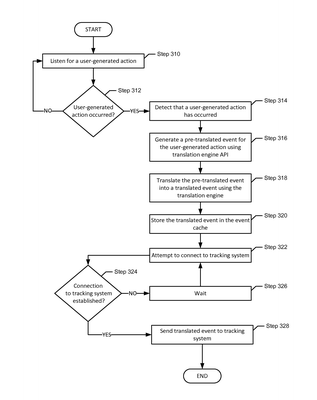 START
Step 310
Listen for a user-generated action
Step 312
User-generated
action occurred?
NO
YES
Step 314
Detect that a user-generated action
has occurred
Step 316
Generate a pre-translated event for
the user-generated action using
translation engine API
Step 318
Translate the pre-translated event
into a translated event using the
translation engine
Step 320
Store the translated event in the event
cache
Step 322
Attempt to connect to tracking system
Step 324
Connection
to tracking system
established?
NO
Step 326
Wait
YES
Step 328
Send translated event to tracking
system
END